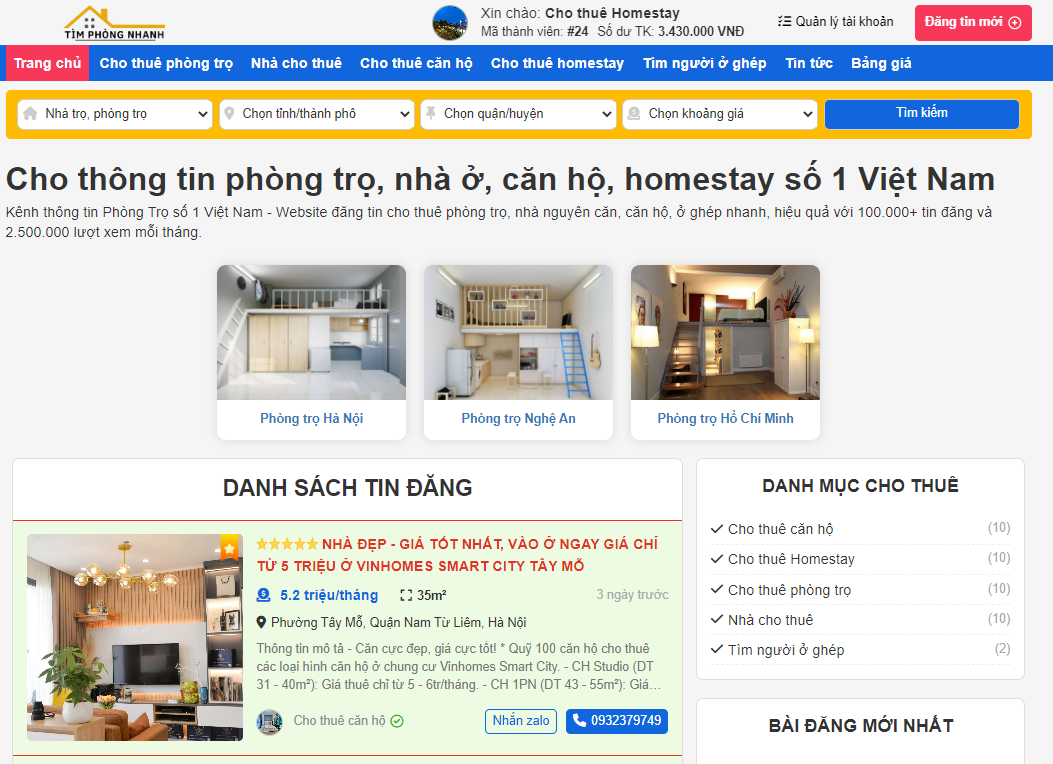 TÌM PHÒNG NHANH
Xin chào: Cho thuê Homestay
Mã thành viên: #24 Số dư TK: 3.430.000 VNĐ
Quản lý tài khoản
Đăng tin mới
Trang chủ Cho thuê phòng trọ Nhà cho thuê Cho thuê căn hộ Cho thuê homestay Tìm người ở ghép Tin tức Bảng giá
Nhà trọ, phòng trọ Chọn tỉnh/thành phô Chọn quận/huyện Chọn khoảng giá Tìm kiếm
Cho thông tin phòng trọ, nhà ở, căn hộ, homestay số 1 Việt Nam
Kênh thông tin Phòng Trọ số 1 Việt Nam - Website đăng tin cho thuê phòng trọ, nhà nguyên căn, căn hộ, ở ghép nhanh, hiệu quả với 100.000+ tin đăng và
2.500.000 lượt xem mỗi tháng.
Phòng trọ Hà Nội Phòng trọ Nghệ An Phòng trọ Hồ Chí Minh
DANH SÁCH TIN ĐĂNG
NHÀ ĐẸP - GIÁ TỐT NHẤT, VÀO Ở NGAY GIÁ CHỈ
TỪ 5 TRIỆU Ở VINHOMES SMART CITY TÂY MỖ
5.2 triệu/tháng 35m² 3 ngày trước
Phường Tây Mỗ, Quận Nam Từ Liêm, Hà Nội
Thông tin mô tả - Căn cực đẹp, giá cực tốt! * Quỹ 100 căn hộ cho thuê
các loại hình căn hộ ở chung cư Vinhomes Smart City. - CH Studio (DT
31 - 40m²): Giá thuê chỉ từ 5 - 6tr/tháng. - CH 1PN (DT 43 - 55m²): Giá...
Cho thuê căn hộ Nhắn zalo 0932379749
DANH MỤC CHO THUÊ
Cho thuê căn hộ (10)
Cho thuê Homestay (10)
Cho thuê phòng trọ (10)
Nhà cho thuê (10)
Tìm người ở ghép (2)
BÀI ĐĂNG MỚI NHẤT